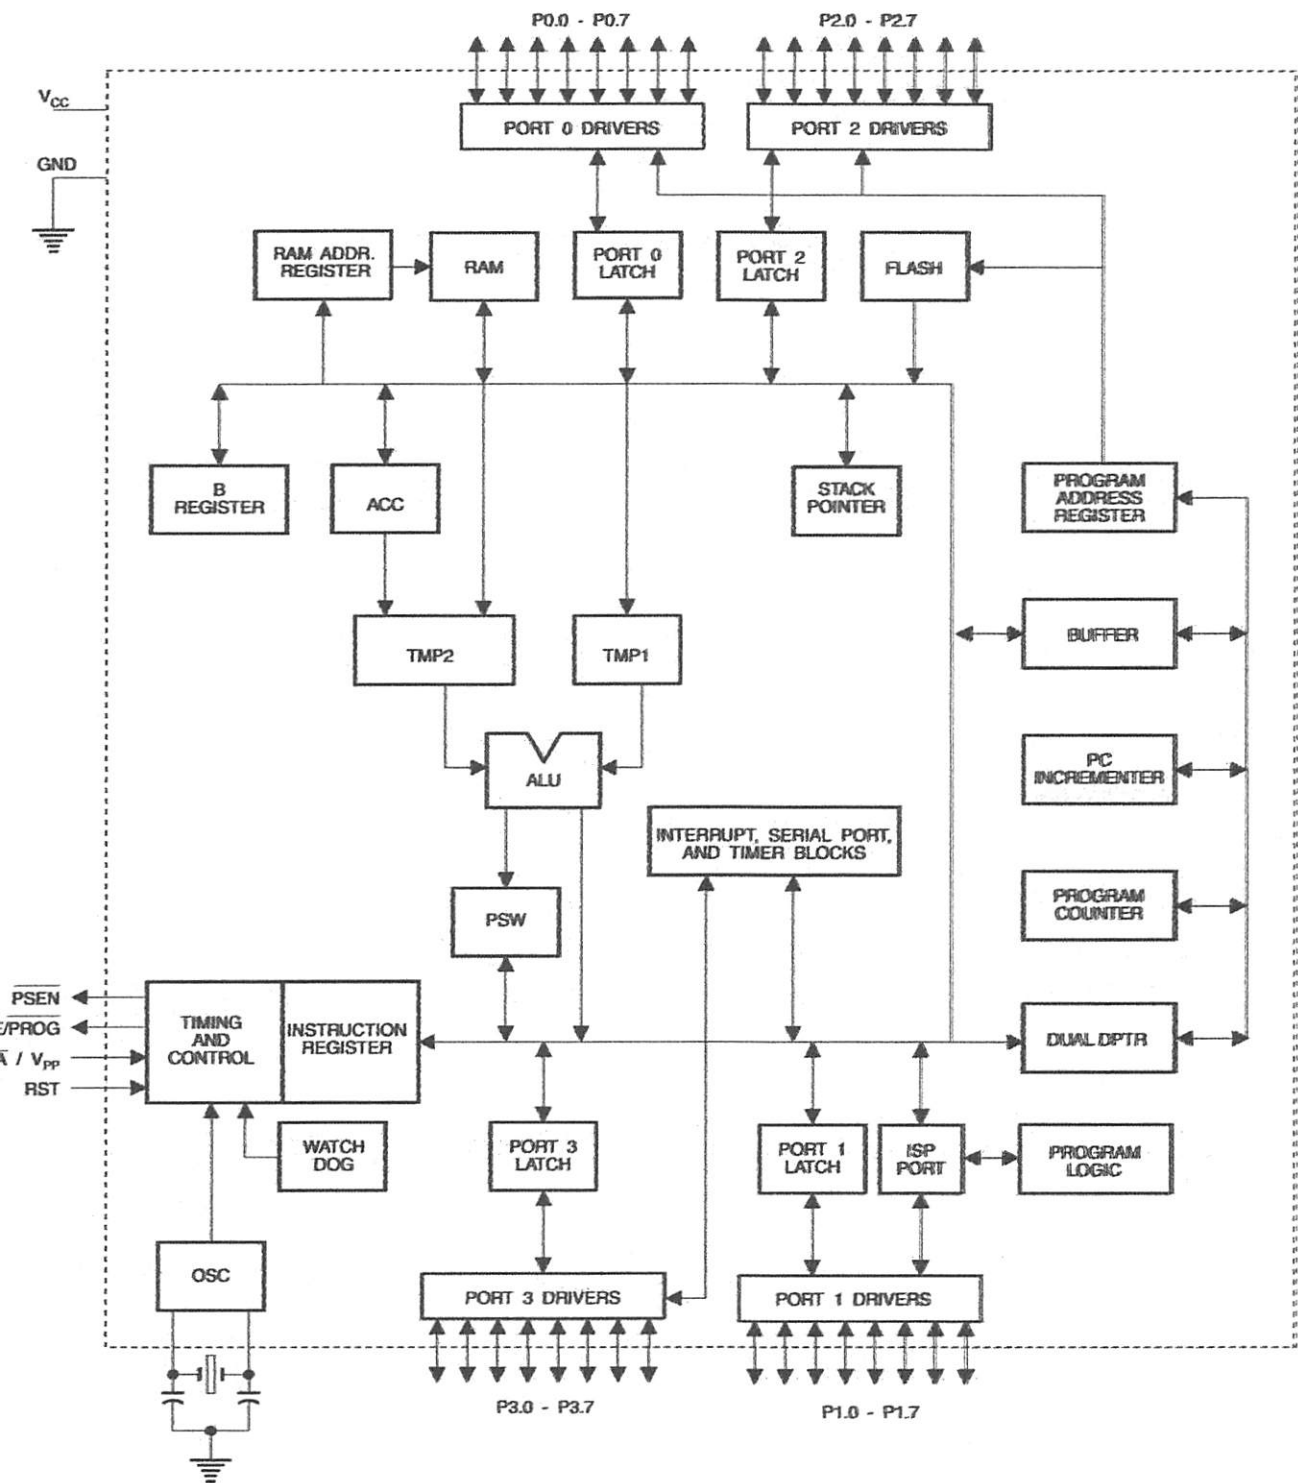 P0.0 - P0.7
P2.0 - P2.7
VCC
GND
PORT 0 DRIVERS
PORT 2 DRIVERS
RAM ADDR.
REGISTER
RAM
PORT 0
LATCH
PORT 2
LATCH
FLASH
B
REGISTER
ACC
STACK
POINTER
PROGRAM
ADDRESS
REGISTER
TMP2
TMP1
BUFFER
ALU
PC
INCREMENTER
INTERRUPT, SERIAL PORT,
AND TIMER BLOCKS
PSW
PROGRAM
COUNTER
PSEN
E/PROG
A / VPP
RST
TIMING
AND
CONTROL
INSTRUCTION
REGISTER
DUAL DPTR
WATCH
DOG
PORT 3
LATCH
PORT 1
LATCH
ISP
PORT
PROGRAM
LOGIC
OSC
PORT 3 DRIVERS
PORT 1 DRIVERS
P3.0 - P3.7
P1.0 - P1.7